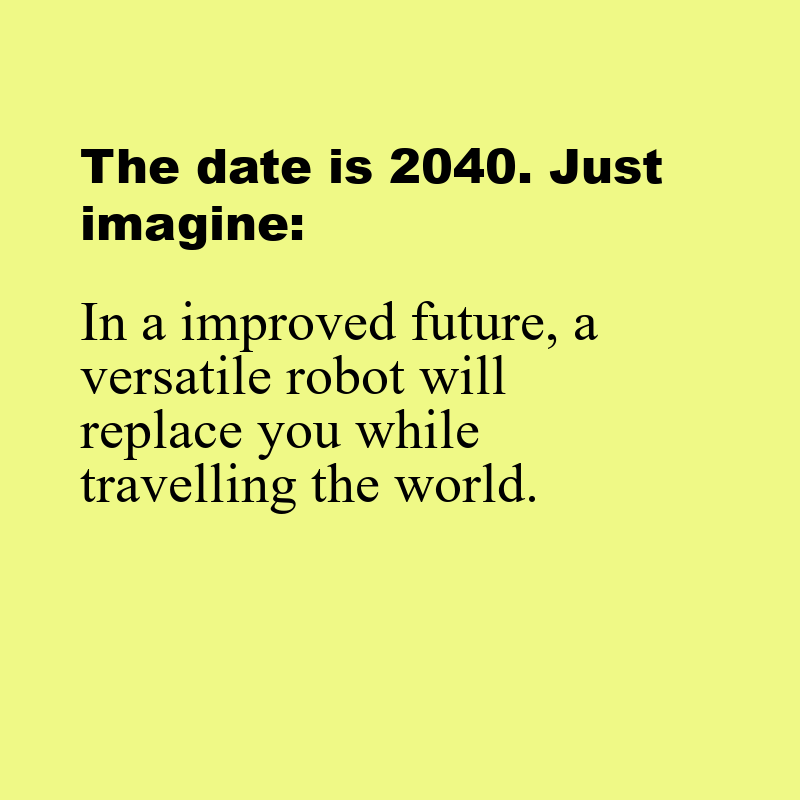 The date is 2040. Just
imagine:
In a improved future, a
versatile robot will
replace you while
travelling the world.